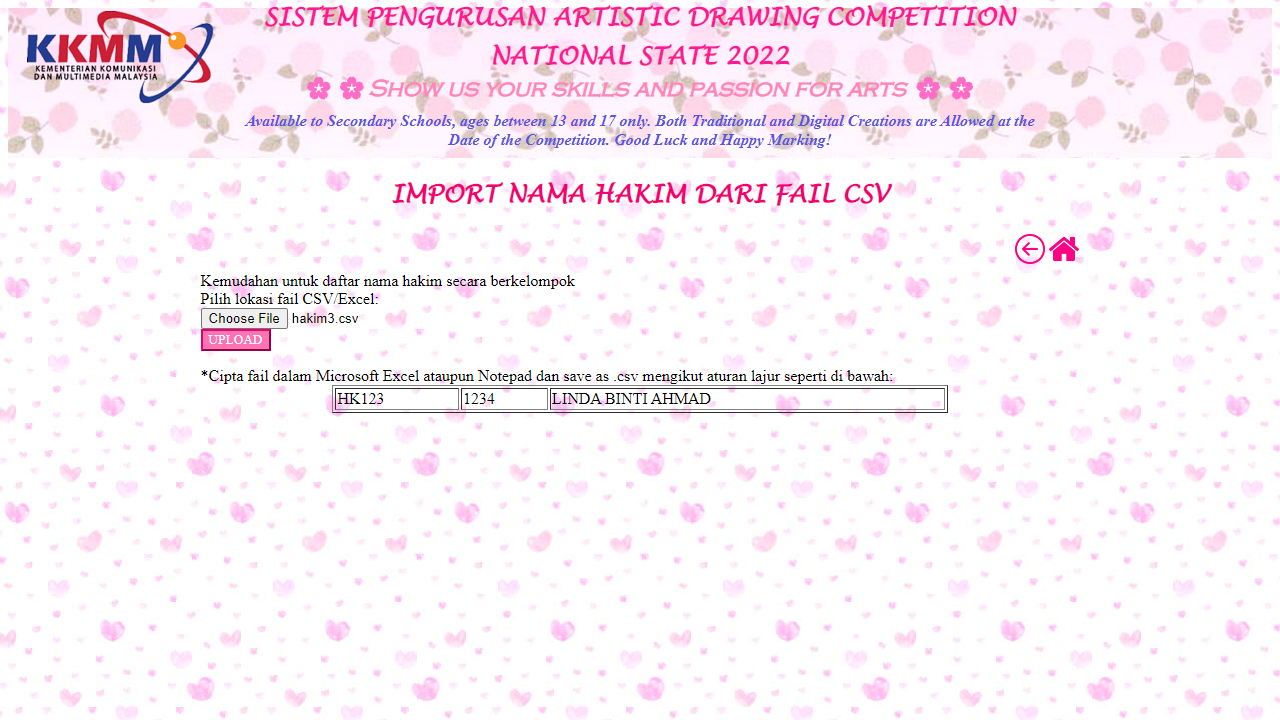 SISTEM PENGURUSAN ARTISTIC DRAWING COMPETITION
NATIONAL STATE 2022
KKMM
KEMENTERIAN KOMUNIKASI
DAN MULTIMEDIA MALAYSIA
Show us your skills and passion for arts
Available to Secondary Schools, ages between 13 and 17 only. Both Traditional and Digital Creations are Allowed at the
Date of the Competition. Good Luck and Happy Marking!
IMPORT NAMA HAKIM DARI FAIL CSV
Kemudahan untuk daftar nama hakim secara berkelompok
Pilih lokasi fail CSV/Excel:
Choose File hakim3.csv
UPLOAD
*Cipta fail dalam Microsoft Excel ataupun Notepad dan save as .csv mengikut aturan lajur seperti di bawah:
HK123 1234 LINDA BINTI AHMAD